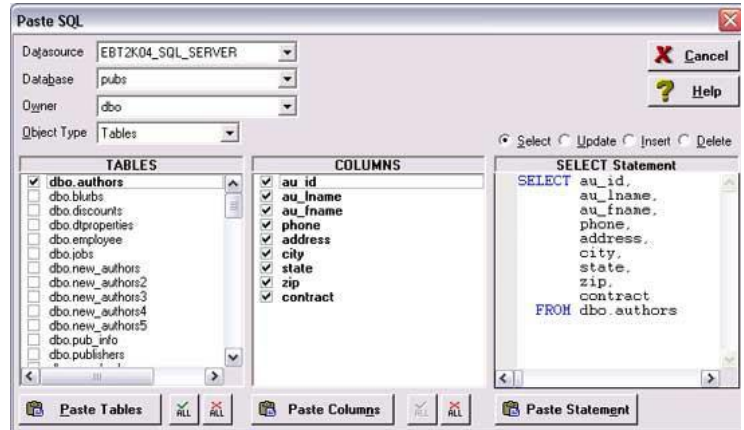 Paste SQL
Datasource EBT2K04_SQL_SERVER
Cancel
Database pubs
Owner dbo
Help
Object Type Tables
Select Update Insert Delete
TABLES
dbo.authors
dbo.blurbs
dbo.discounts
dbo.dtproperties
dbo.employee
dbo.jobs
dbo.new_authors
dbo.new_authors2
dbo.new_authors3
dbo.new_authors4
dbo.new_authors5
dbo.pub_info
dbo.publishers
COLUMNS
au_id
au_lname
au_fname
phone
address
city
state
zip
contract
SELECT Statement
SELECT au_id,
au_lname,
au_fname,
phone,
address,
city,
state,
zip,
contract
FROM dbo.authors
Paste Tables ALL ALL Paste Columns ALL ALL Paste Statement